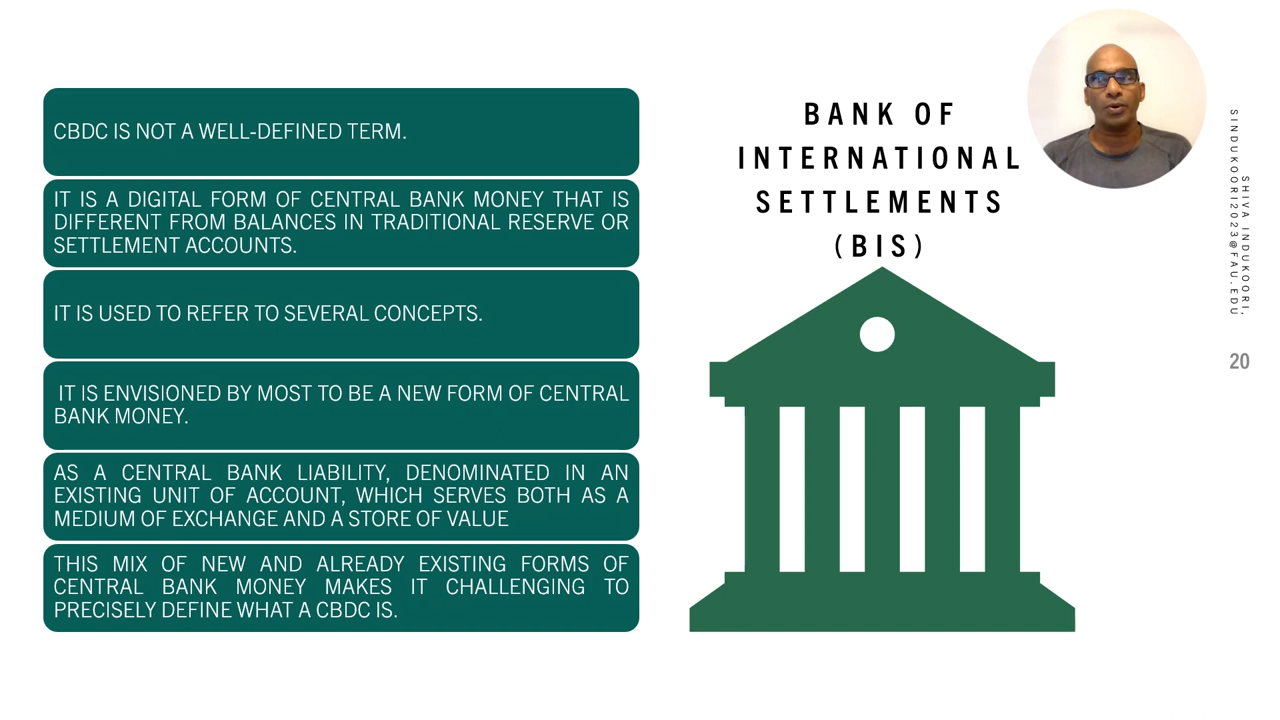 CBDC IS NOT A WELL-DEFINED TERM.
IT IS A DIGITAL FORM OF CENTRAL BANK MONEY THAT IS
DIFFERENT FROM BALANCES IN TRADITIONAL RESERVE OR
SETTLEMENT ACCOUNTS.
IT IS USED TO REFER TO SEVERAL CONCEPTS.
IT IS ENVISIONED BY MOST TO BE A NEW FORM OF CENTRAL
BANK MONEY.
AS A CENTRAL BANK LIABILITY, DENOMINATED IN AN
EXISTING UNIT OF ACCOUNT, WHICH SERVES BOTH AS A
MEDIUM OF EXCHANGE AND A STORE OF VALUE
THIS MIX OF NEW AND ALREADY EXISTING FORMS OF
CENTRAL BANK MONEY MAKES IT CHALLENGING TO
PRECISELY DEFINE WHAT A CBDC IS.
BANK OF
INTERNATIONAL
SETTLEMENTS
(BIS)
SHIVA INDUKOORI,
SINDUKOORI2023@FAU.EDU
20